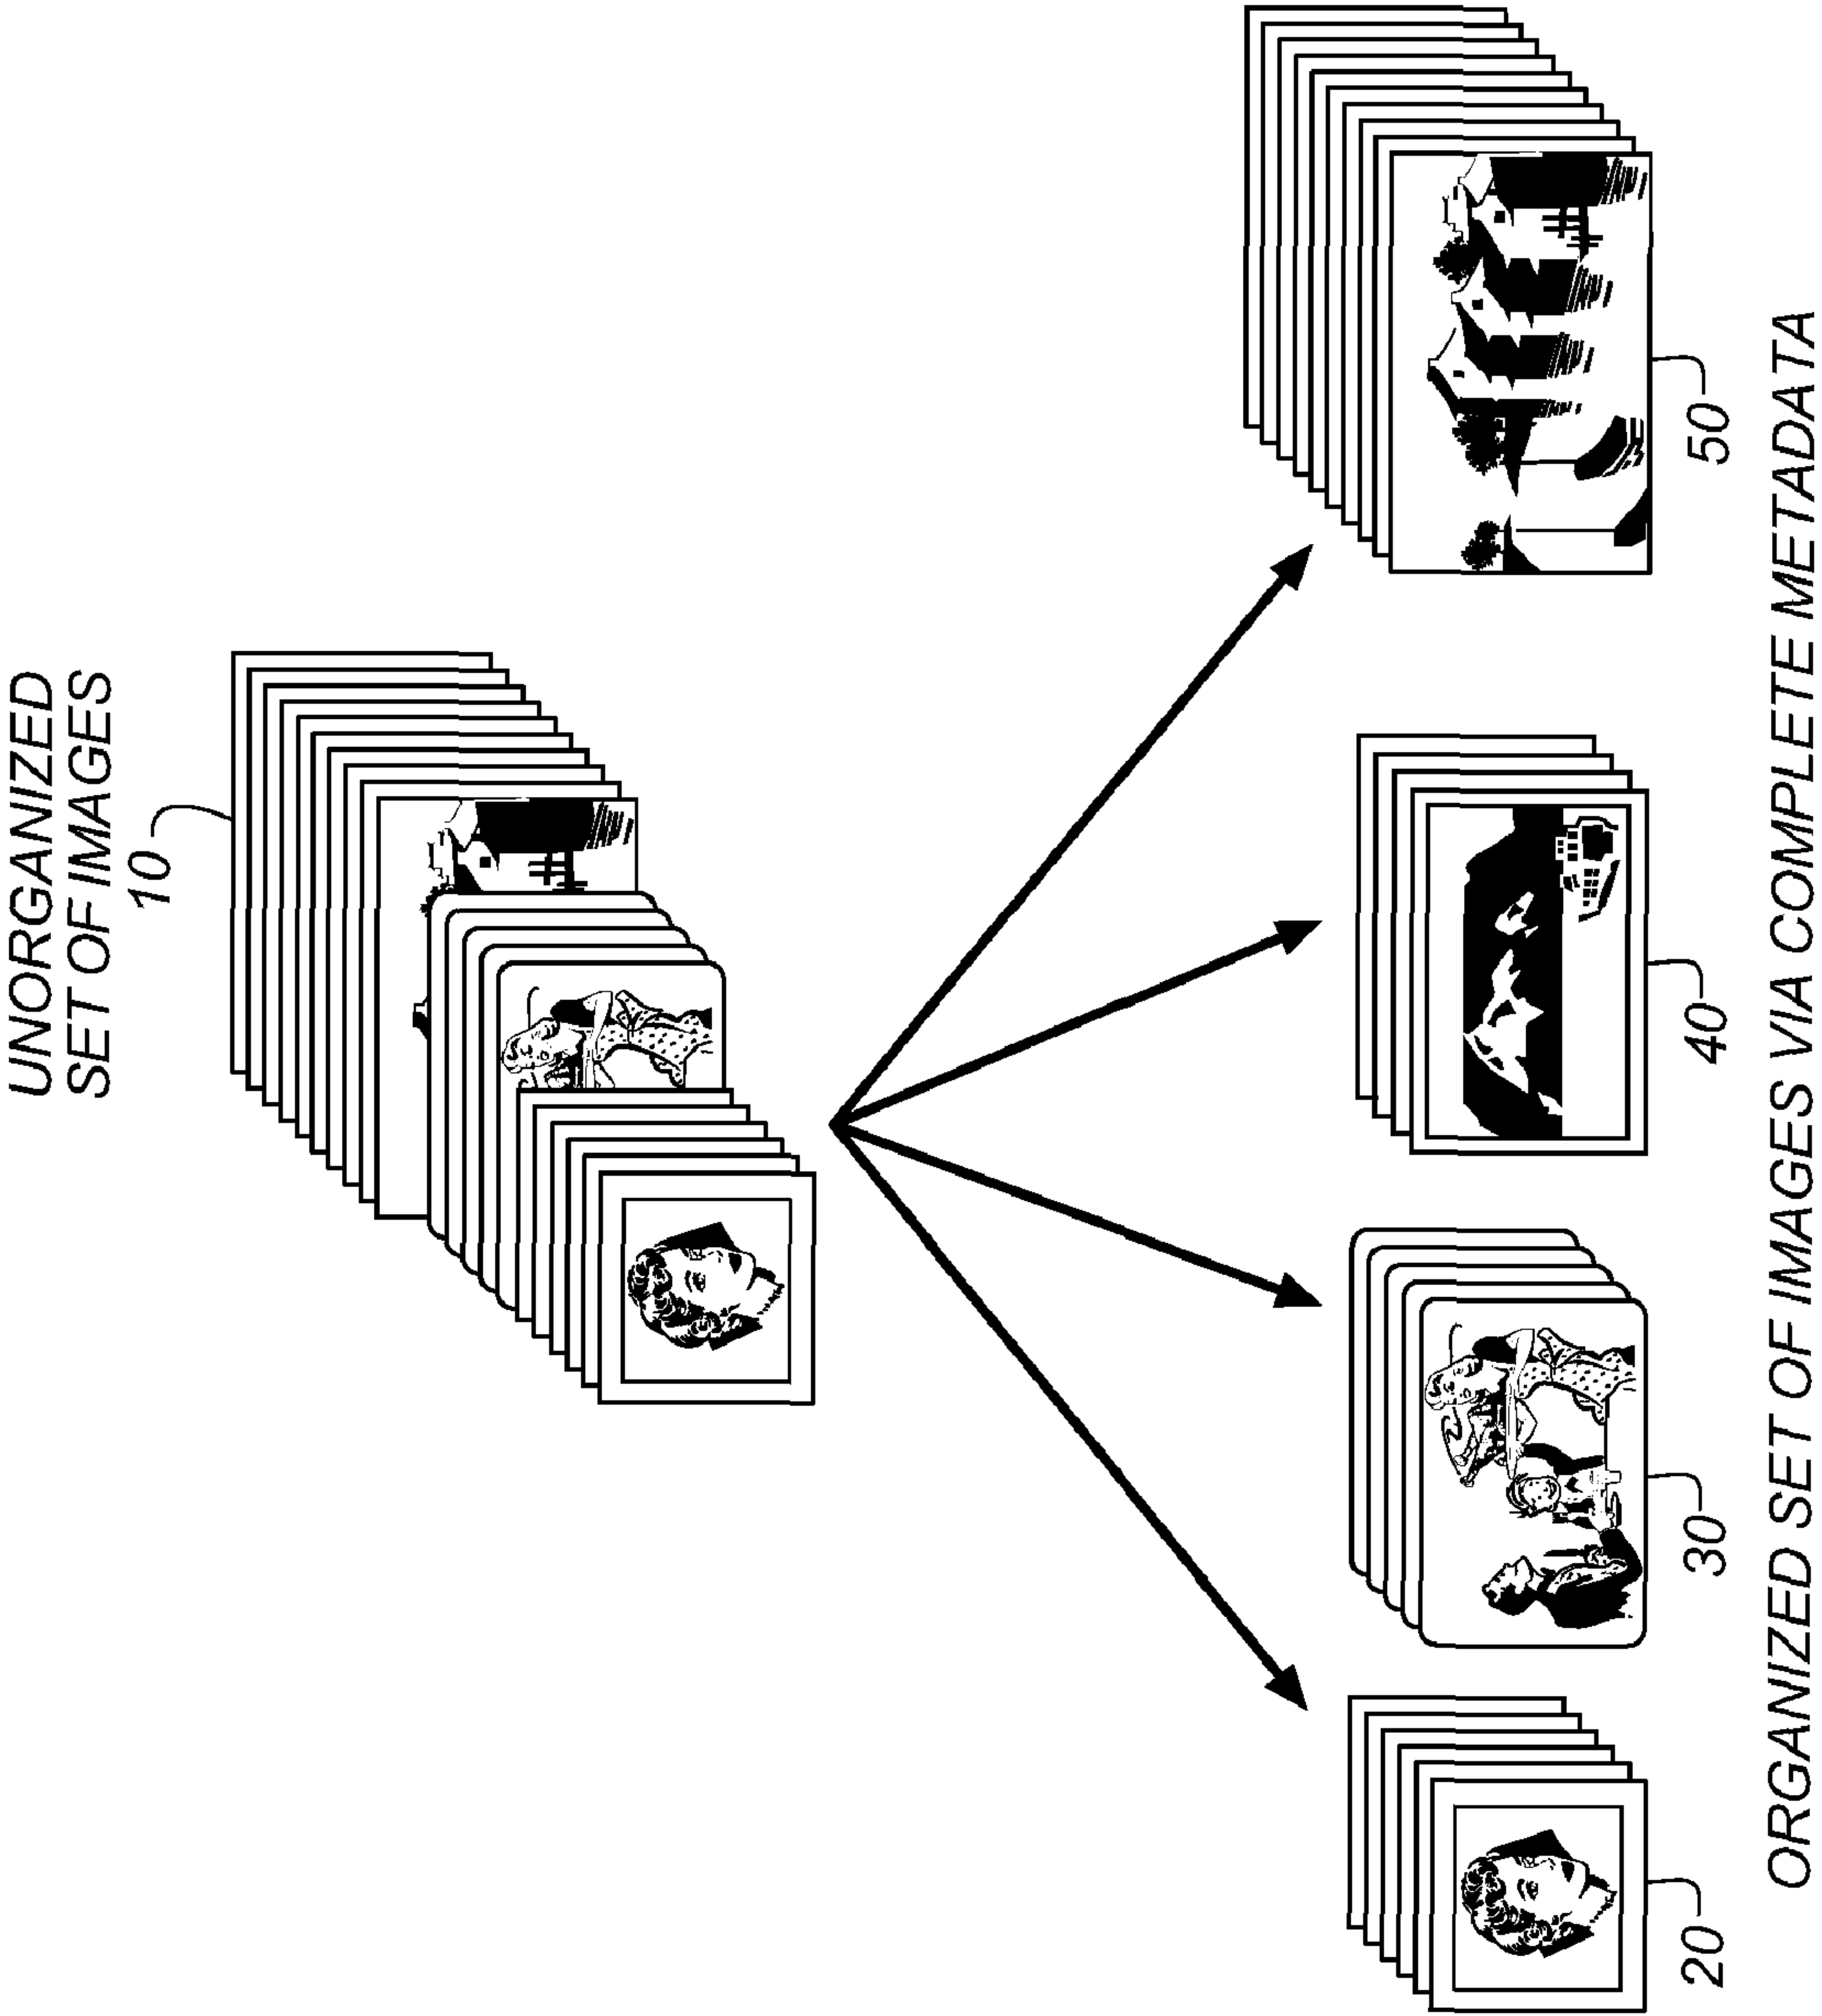 UNORGANIZED
SET OF IMAGES
10
20
30
40
50
ORGANIZED SET OF IMAGES VIA COMPLETE METADATA